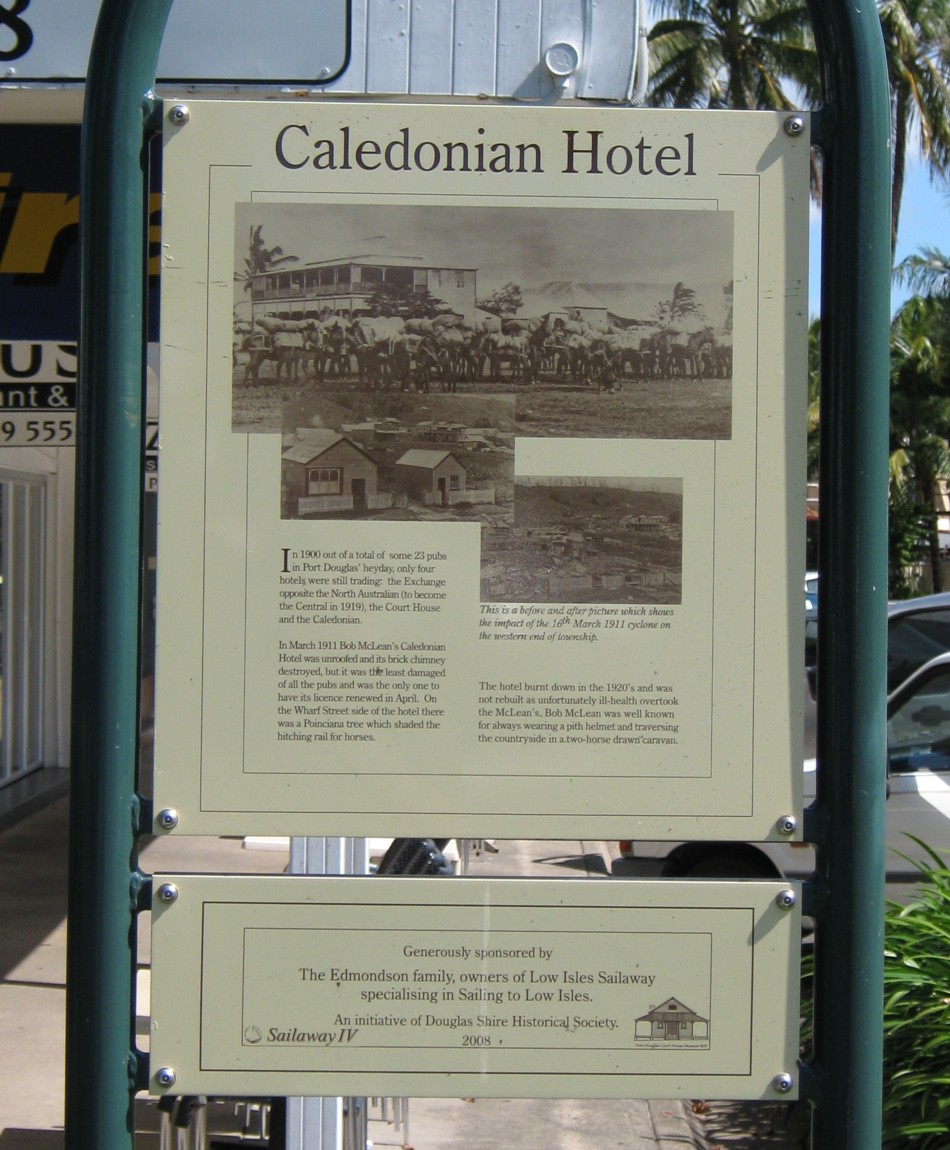 8
Caledonian Hotel
In 1900 out of a total of some 23 pubs
in Port Douglas' heyday, only four
hotels were still trading: the Exchange
opposite the North Australian (to become
the Central in 1919), the Court House
and the Caledonian.
In March 1911 Bob McLean's Caledonian
Hotel was unroofed and its brick chimney
destroyed, but it was the least damaged
of all the pubs and was the only one to
have its licence renewed in April. On
the Wharf Street side of the hotel there
was a Poinciana tree which shaded the
hitching rail for horses.
This is a before and after picture which shows
the impact of the 16th March 1911 cyclone on
the western end of township.
The hotel burnt down in the 1920's and was
not rebuilt as unfortunately ill-health overtook
the McLean's. Bob McLean was well known
for always wearing a pith helmet and traversing
the countryside in a two-horse drawn caravan.
Generously sponsored by
The Edmondson family, owners of Low Isles Sailaway
specialising in Sailing to Low Isles.
An initiative of Douglas Shire Historical Society.
Sailaway IV
2008
us
nt &
9 555